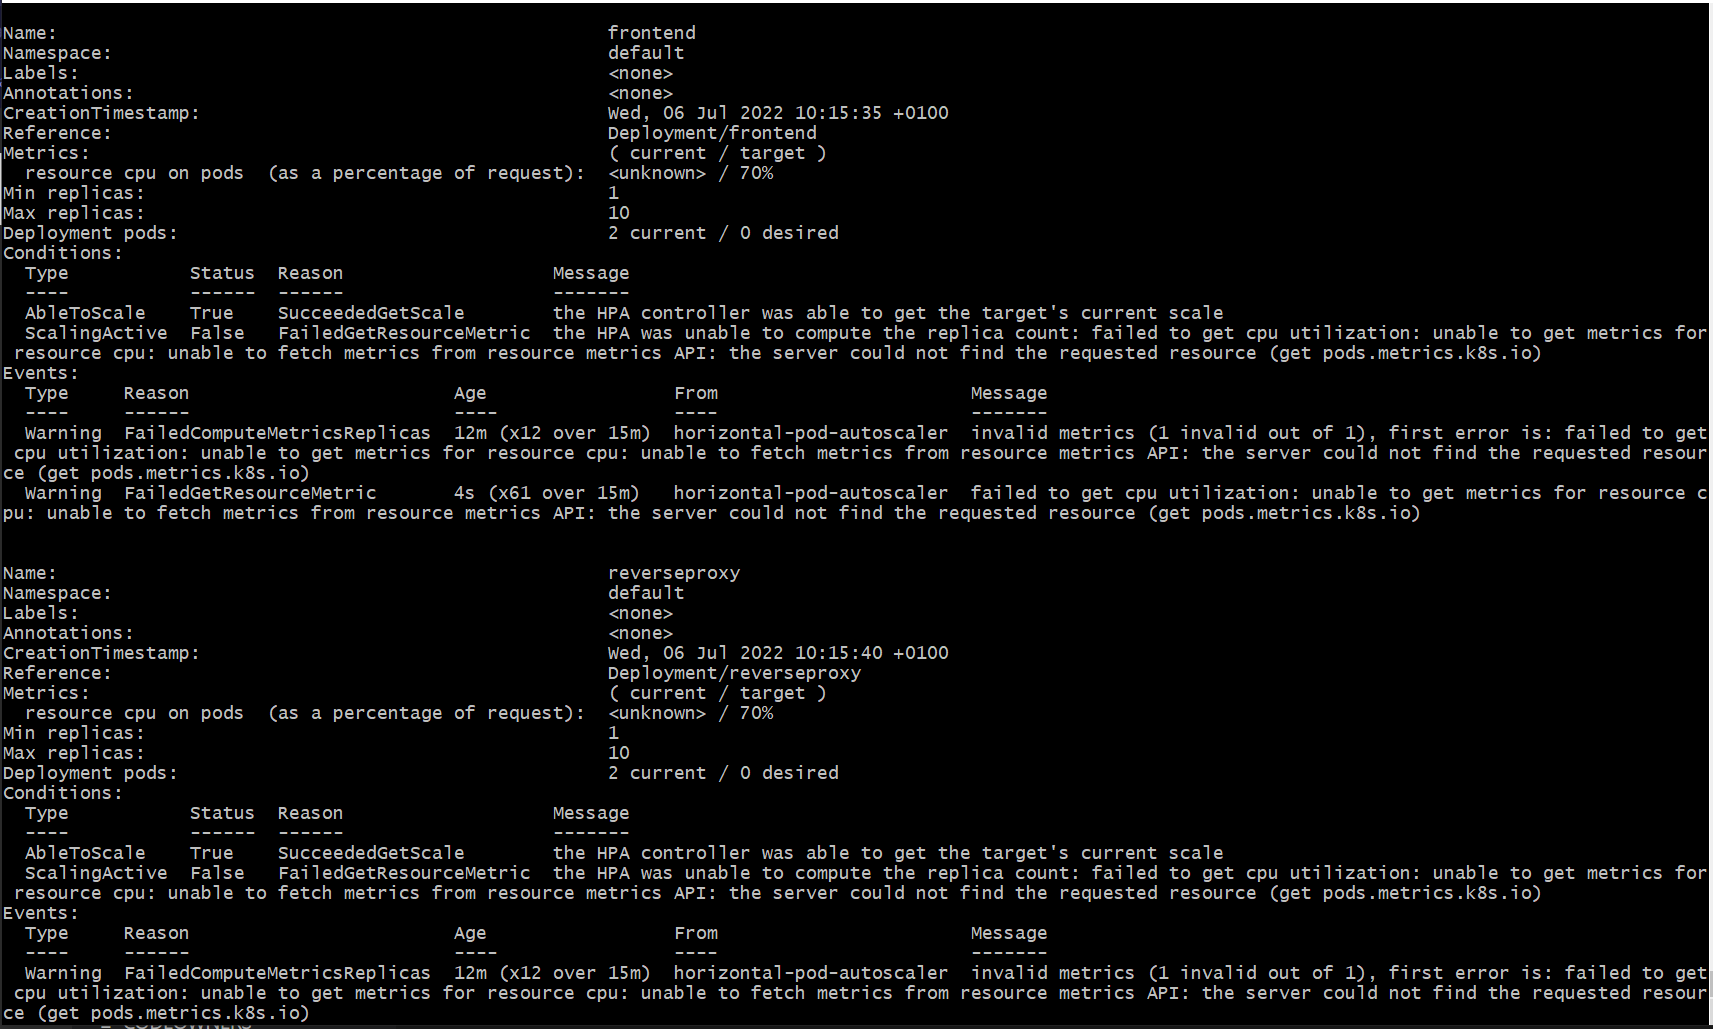 Name:                                                  frontend
Namespace:                                             default
Labels:                                                <none>
Annotations:                                           <none>
CreationTimestamp:                                     Wed, 06 Jul 2022 10:15:35 +0100
Reference:                                             Deployment/frontend
Metrics:                                               ( current / target )
  resource cpu on pods  (as a percentage of request):  <unknown> / 70%
Min replicas:                                          1
Max replicas:                                          10
Deployment pods:                                       2 current / 0 desired
Conditions:
  Type           Status  Reason                   Message
  ----           ------  ------                   -------
  AbleToScale    True    SucceededGetScale        the HPA controller was able to get the target's current scale
  ScalingActive  False   FailedGetResourceMetric  the HPA was unable to compute the replica count: failed to get cpu utilization: unable to get metrics for
 resource cpu: unable to fetch metrics from resource metrics API: the server could not find the requested resource (get pods.metrics.k8s.io)
Events:
  Type     Reason                        Age                 From                       Message
  ----     ------                        ----                ----                       -------
  Warning  FailedComputeMetricsReplicas  12m (x12 over 15m)  horizontal-pod-autoscaler  invalid metrics (1 invalid out of 1), first error is: failed to get
 cpu utilization: unable to get metrics for resource cpu: unable to fetch metrics from resource metrics API: the server could not find the requested resour
ce (get pods.metrics.k8s.io)
  Warning  FailedGetResourceMetric       4s (x61 over 15m)   horizontal-pod-autoscaler  failed to get cpu utilization: unable to get metrics for resource c
pu: unable to fetch metrics from resource metrics API: the server could not find the requested resource (get pods.metrics.k8s.io)
Name:                                                  reverseproxy
Namespace:                                             default
Labels:                                                <none>
Annotations:                                           <none>
CreationTimestamp:                                     Wed, 06 Jul 2022 10:15:40 +0100
Reference:                                             Deployment/reverseproxy
Metrics:                                               ( current / target )
  resource cpu on pods  (as a percentage of request):  <unknown> / 70%
Min replicas:                                          1
Max replicas:                                          10
Deployment pods:                                       2 current / 0 desired
Conditions:
  Type           Status  Reason                   Message
  ----           ------  ------                   -------
  AbleToScale    True    SucceededGetScale        the HPA controller was able to get the target's current scale
  ScalingActive  False   FailedGetResourceMetric  the HPA was unable to compute the replica count: failed to get cpu utilization: unable to get metrics for
 resource cpu: unable to fetch metrics from resource metrics API: the server could not find the requested resource (get pods.metrics.k8s.io)
Events:
  Type     Reason                        Age                 From                       Message
  ----     ------                        ----                ----                       -------
  Warning  FailedComputeMetricsReplicas  12m (x12 over 15m)  horizontal-pod-autoscaler  invalid metrics (1 invalid out of 1), first error is: failed to get
 cpu utilization: unable to get metrics for resource cpu: unable to fetch metrics from resource metrics API: the server could not find the requested resour
ce (get pods.metrics.k8s.io)